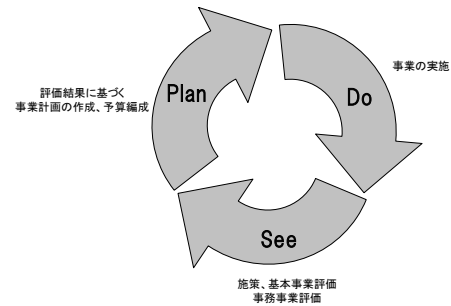 Plan
評価結果に基づく
事業計画の作成、予算編成
Do
事業の実施
See
施策、基本事業評価
事務事業評価